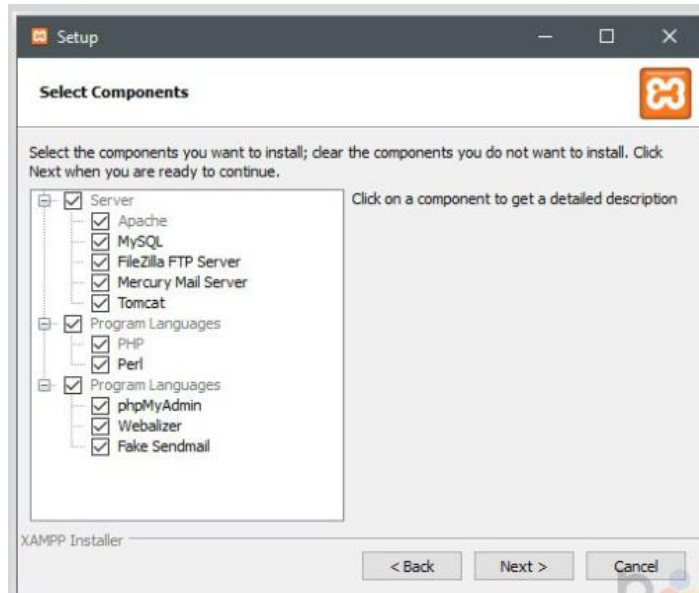 Setup
Select Components
Select the components you want to install; clear the components you do not want to install. Click
Next when you are ready to continue.
Server
Apache
MySQL
FileZilla FTP Server
Mercury Mail Server
Tomcat
Program Languages
PHP
Perl
Program Languages
phpMyAdmin
Webalizer
Fake Sendmail
Click on a component to get a detailed description
XAMPP Installer
< Back
Next >
Cancel